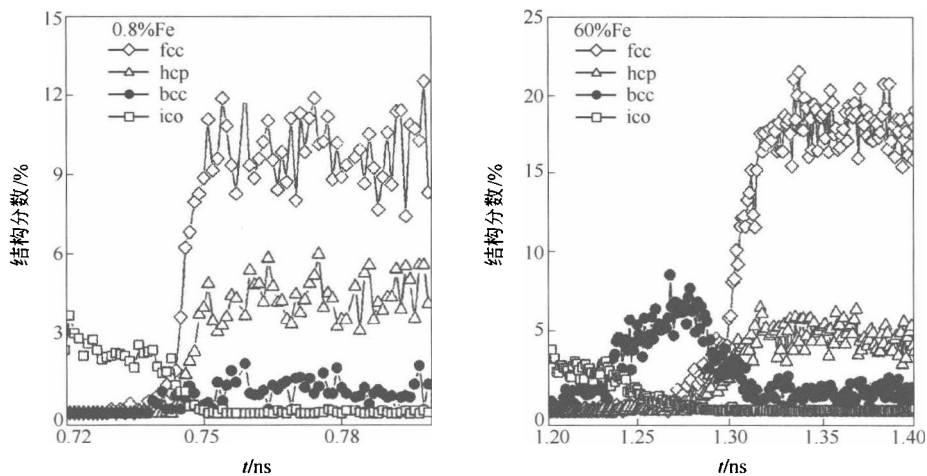 15
12
9
6
3
0
结构分数/%
0.8%Fe
fcc
hcp
bcc
ico
0.72
0.75
0.78
t/ns
25
20
15
10
5
0
结构分数/%
60%Fe
fcc
hcp
bcc
ico
1.20
1.25
1.30
1.35
1.40
t/ns